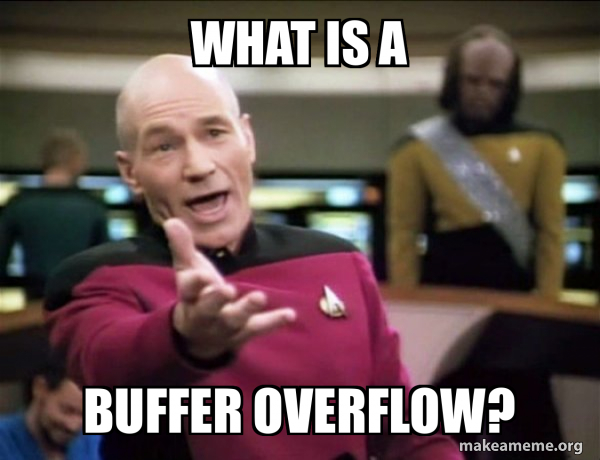 WHAT IS A
BUFFER OVERFLOW?
makeameme.org